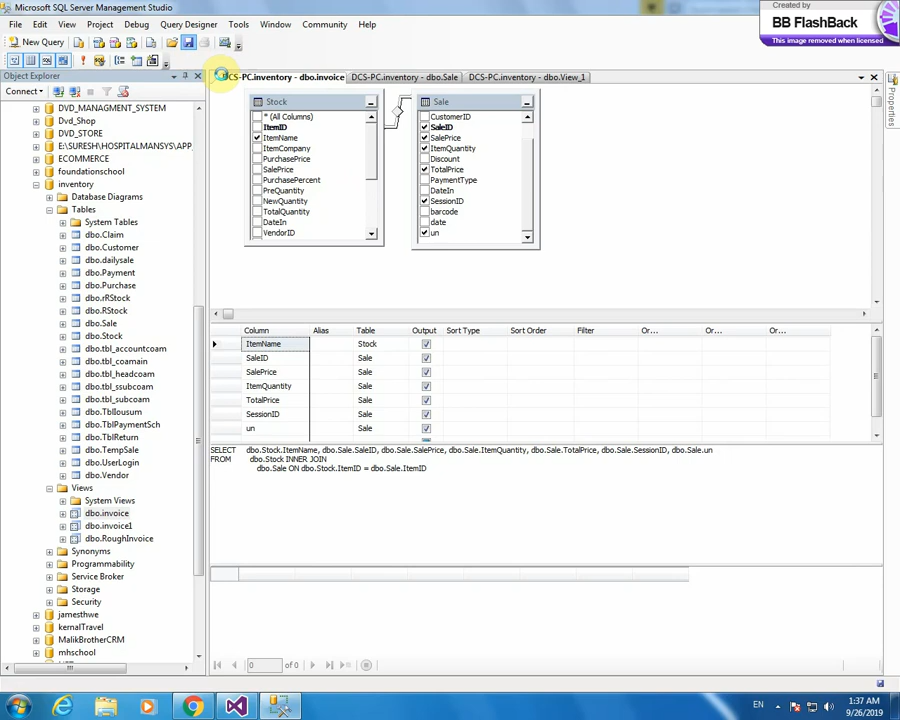 Microsoft SQL Server Management Studio
Created by
BB FlashBack
This image removed when licensed
File Edit View Project Debug Query Designer Tools Window Community Help
New Query
Object Explorer
Connect
DVD_MANAGMENT_SYSTEM
Dvd_Shop
DVD_STORE
E:\SURESH\HOSPITALMANSYS\APP_
ECOMMERCE
foundationschool
inventory
Database Diagrams
Tables
System Tables
dbo.Claim
dbo.Customer
dbo.dailysale
dbo.Payment
dbo.Purchase
dbo.rRStock
dbo.RStock
dbo.Sale
dbo.Stock
dbo.tbl_accountcoam
dbo.tbl_coamain
dbo.tbl_headcoam
dbo.tbl_ssubcoam
dbo.tbl_subcoam
dbo.Tbllousum
dbo.TblPaymentSch
dbo.TblReturn
dbo.TempSale
dbo.UserLogin
dbo.Vendor
Views
System Views
dbo.invoice
dbo.invoice1
dbo.RoughInvoice
Synonyms
Programmability
Service Broker
Storage
Security
jamesthwe
kernalTravel
MalikBrotherCRM
mhschool
DCS-PC.inventory - dbo.invoice DCS-PC.inventory - dbo.Sale DCS-PC.inventory - dbo.View_1
Properties
Stock
* (All Columns)
ItemID
ItemName
ItemCompany
PurchasePrice
SalePrice
PurchasePercent
PreQuantity
NewQuantity
TotalQuantity
DateIn
VendorID
Sale
CustomerID
SaleID
SalePrice
ItemQuantity
Discount
TotalPrice
PaymentType
DateIn
SessionID
barcode
date
un
Column Alias Table Output Sort Type Sort Order Filter Or... Or... Or...
ItemName Stock
SaleID Sale
SalePrice Sale
ItemQuantity Sale
TotalPrice Sale
SessionID Sale
un Sale
SELECT dbo.Stock.ItemName, dbo.Sale.SaleID, dbo.Sale.SalePrice, dbo.Sale.ItemQuantity, dbo.Sale.TotalPrice, dbo.Sale.SessionID, dbo.Sale.un
FROM dbo.Stock INNER JOIN
dbo.Sale ON dbo.Stock.ItemID = dbo.Sale.ItemID
0 of 0
EN
1:37 AM
9/26/2019